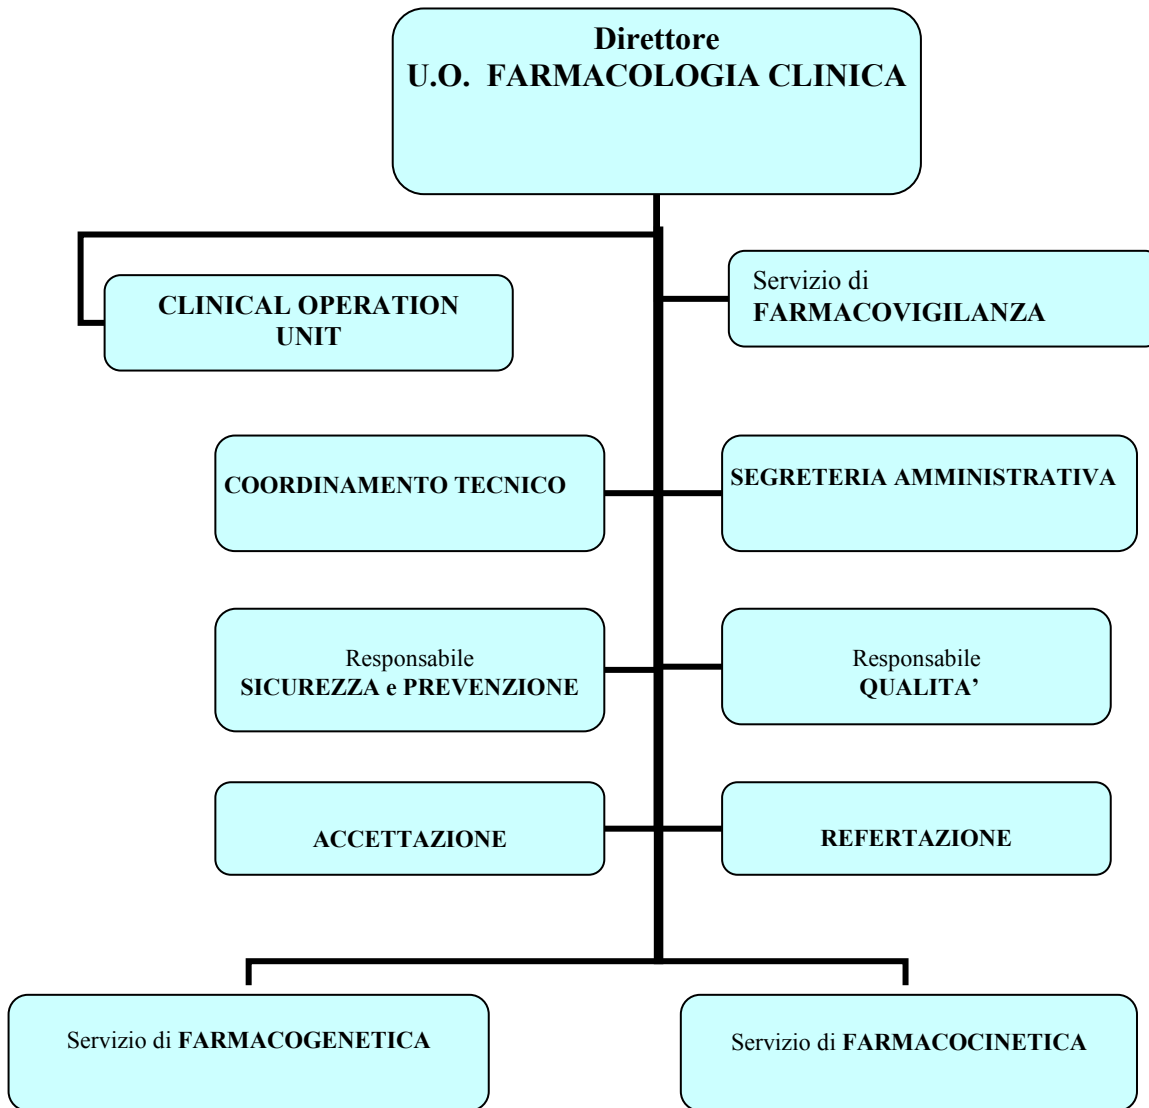 Direttore
U.O. FARMACOLOGIA CLINICA
CLINICAL OPERATION
UNIT
Servizio di
FARMACOVIGILANZA
COORDINAMENTO TECNICO
SEGRETERIA AMMINISTRATIVA
Responsabile
SICUREZZA e PREVENZIONE
Responsabile
QUALITA’
ACCETTAZIONE
REFERTAZIONE
Servizio di FARMACOGENETICA
Servizio di FARMACOCINETICA